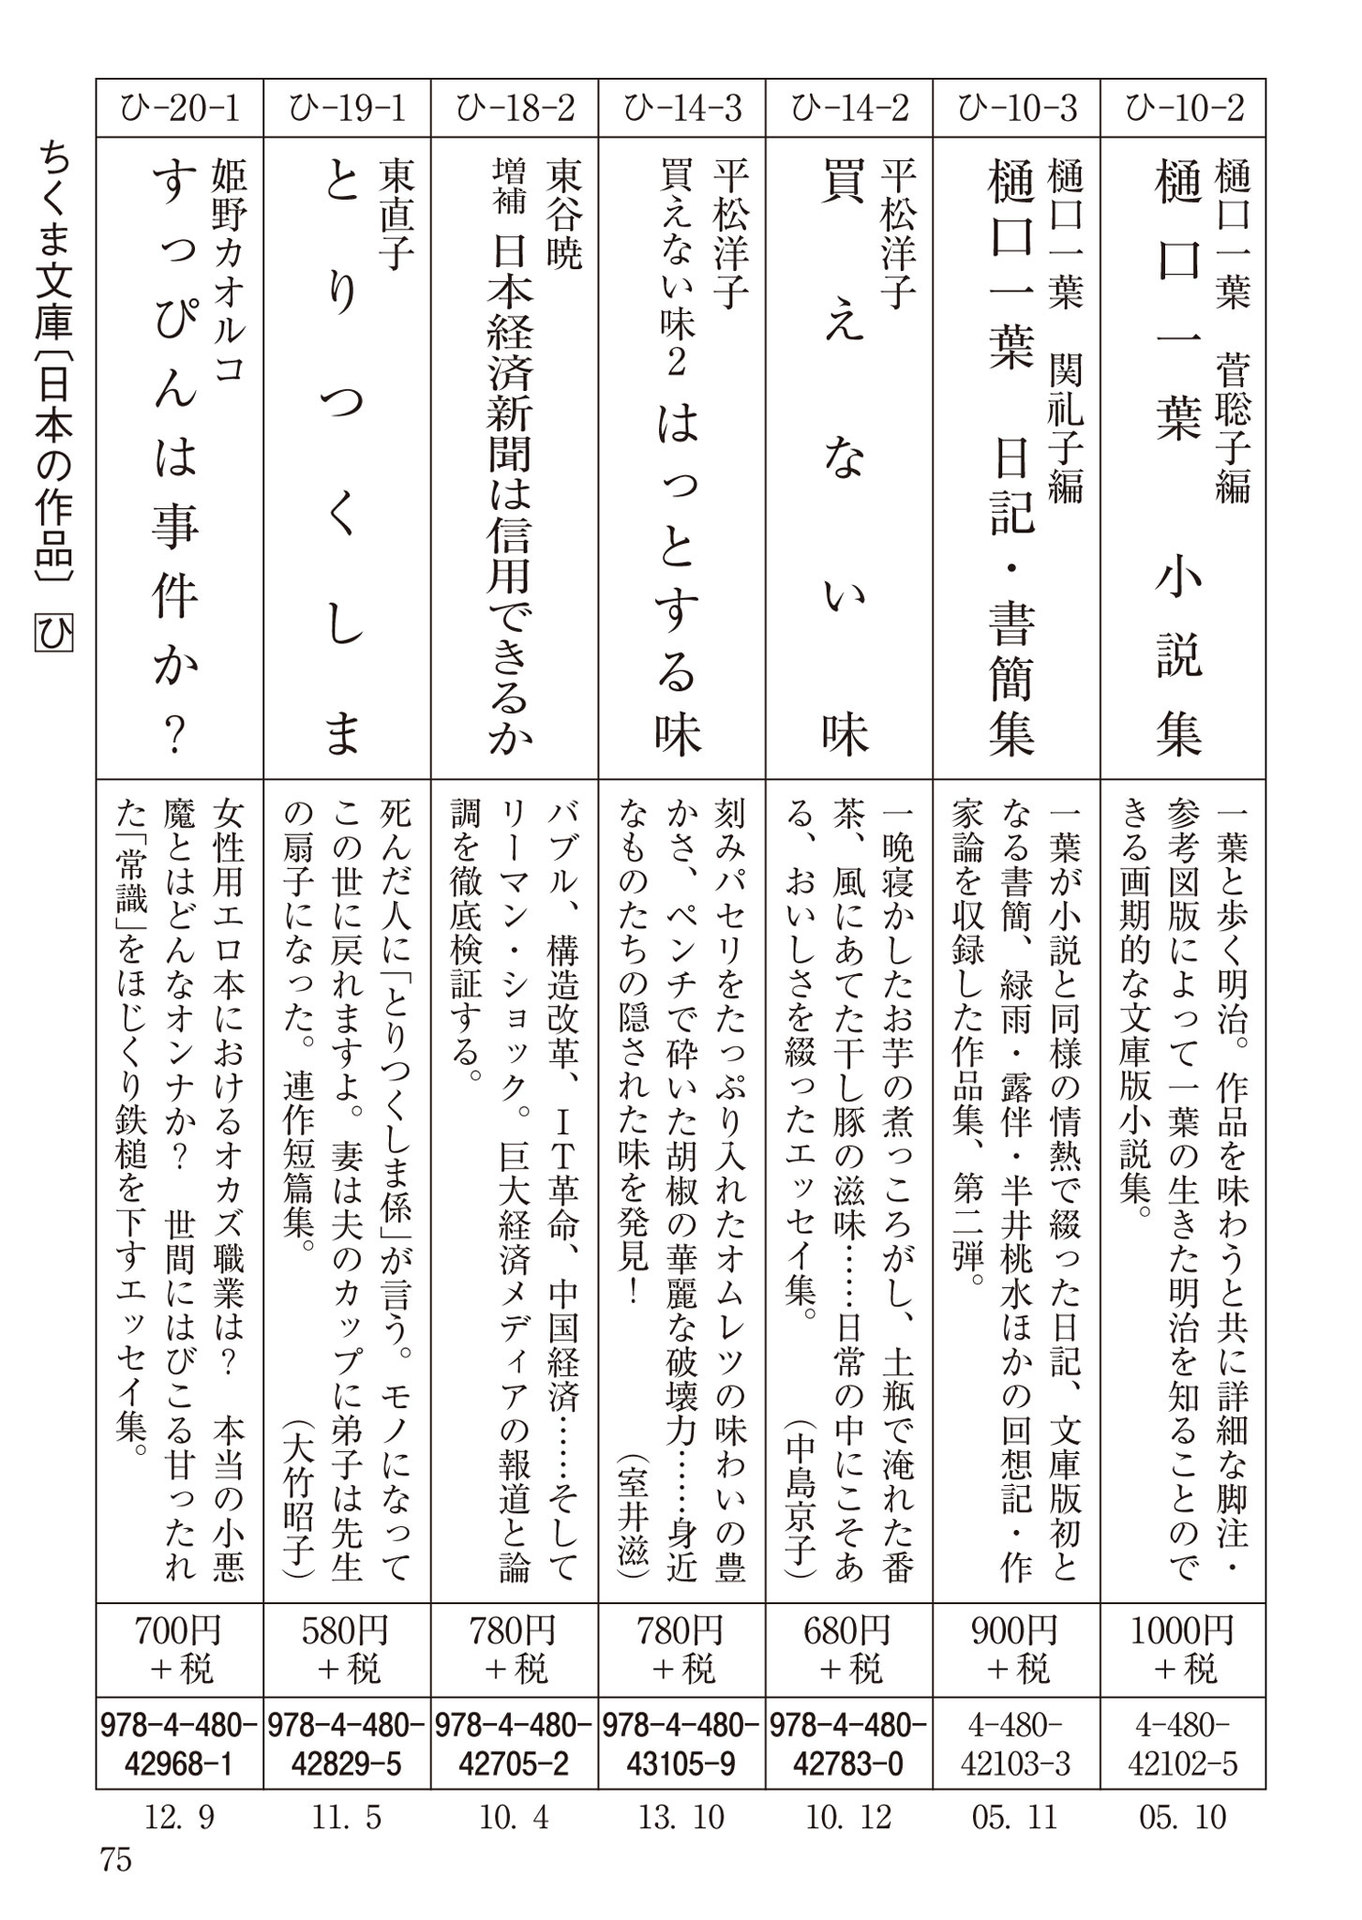 ひ-10-2
樋口一葉　菅聡子編
樋口一葉　小説集
一葉と歩く明治。作品を味わうと共に詳細な脚注・
参考図版によって一葉の生きた明治を知ることので
きる画期的な文庫版小説集。
1000円
＋税
4-480-
42102-5
05. 10
ひ-10-3
樋口一葉　関礼子編
樋口一葉　日記・書簡集
一葉が小説と同様の情熱で綴った日記、文庫版初と
なる書簡、緑雨・露伴・半井桃水ほかの回想記・作
家論を収録した作品集、第二弾。
900円
＋税
4-480-
42103-3
05. 11
ひ-14-2
平松洋子
買えない味
一晩寝かしたお芋の煮っころがし、土瓶で淹れた番
茶、風にあてた干し豚の滋味……日常の中にこそあ
る、おいしさを綴ったエッセイ集。　（中島京子）
680円
＋税
978-4-480-
42783-0
10. 12
ひ-14-3
平松洋子
買えない味2　はっとする味
刻みパセリをたっぷり入れたオムレツの味わいの豊
かさ、ペンチで砕いた胡椒の華麗な破壊力……身近
なものたちの隠された味を発見！　（室井滋）
780円
＋税
978-4-480-
43105-9
13. 10
ひ-18-2
東谷暁
増補　日本経済新聞は信用できるか
バブル、構造改革、IT革命、中国経済……そして
リーマン・ショック。巨大経済メディアの報道と論
調を徹底検証する。
780円
＋税
978-4-480-
42705-2
10. 4
ひ-19-1
東直子
とりつくしま
死んだ人に「とりつくしま係」が言う。モノになって
この世に戻れますよ。妻は夫のカップに弟子は先生
の扇子になった。連作短篇集。　（大竹昭子）
580円
＋税
978-4-480-
42829-5
11. 5
ひ-20-1
姫野カオルコ
すっぴんは事件か？
女性用エロ本におけるオカズ職業は？　本当の小悪
魔とはどんなオンナか？　世間にはびこる甘ったれ
た「常識」をほじくり鉄槌を下すエッセイ集。
700円
＋税
978-4-480-
42968-1
12. 9
ちくま文庫〔日本の作品〕　ひ
75